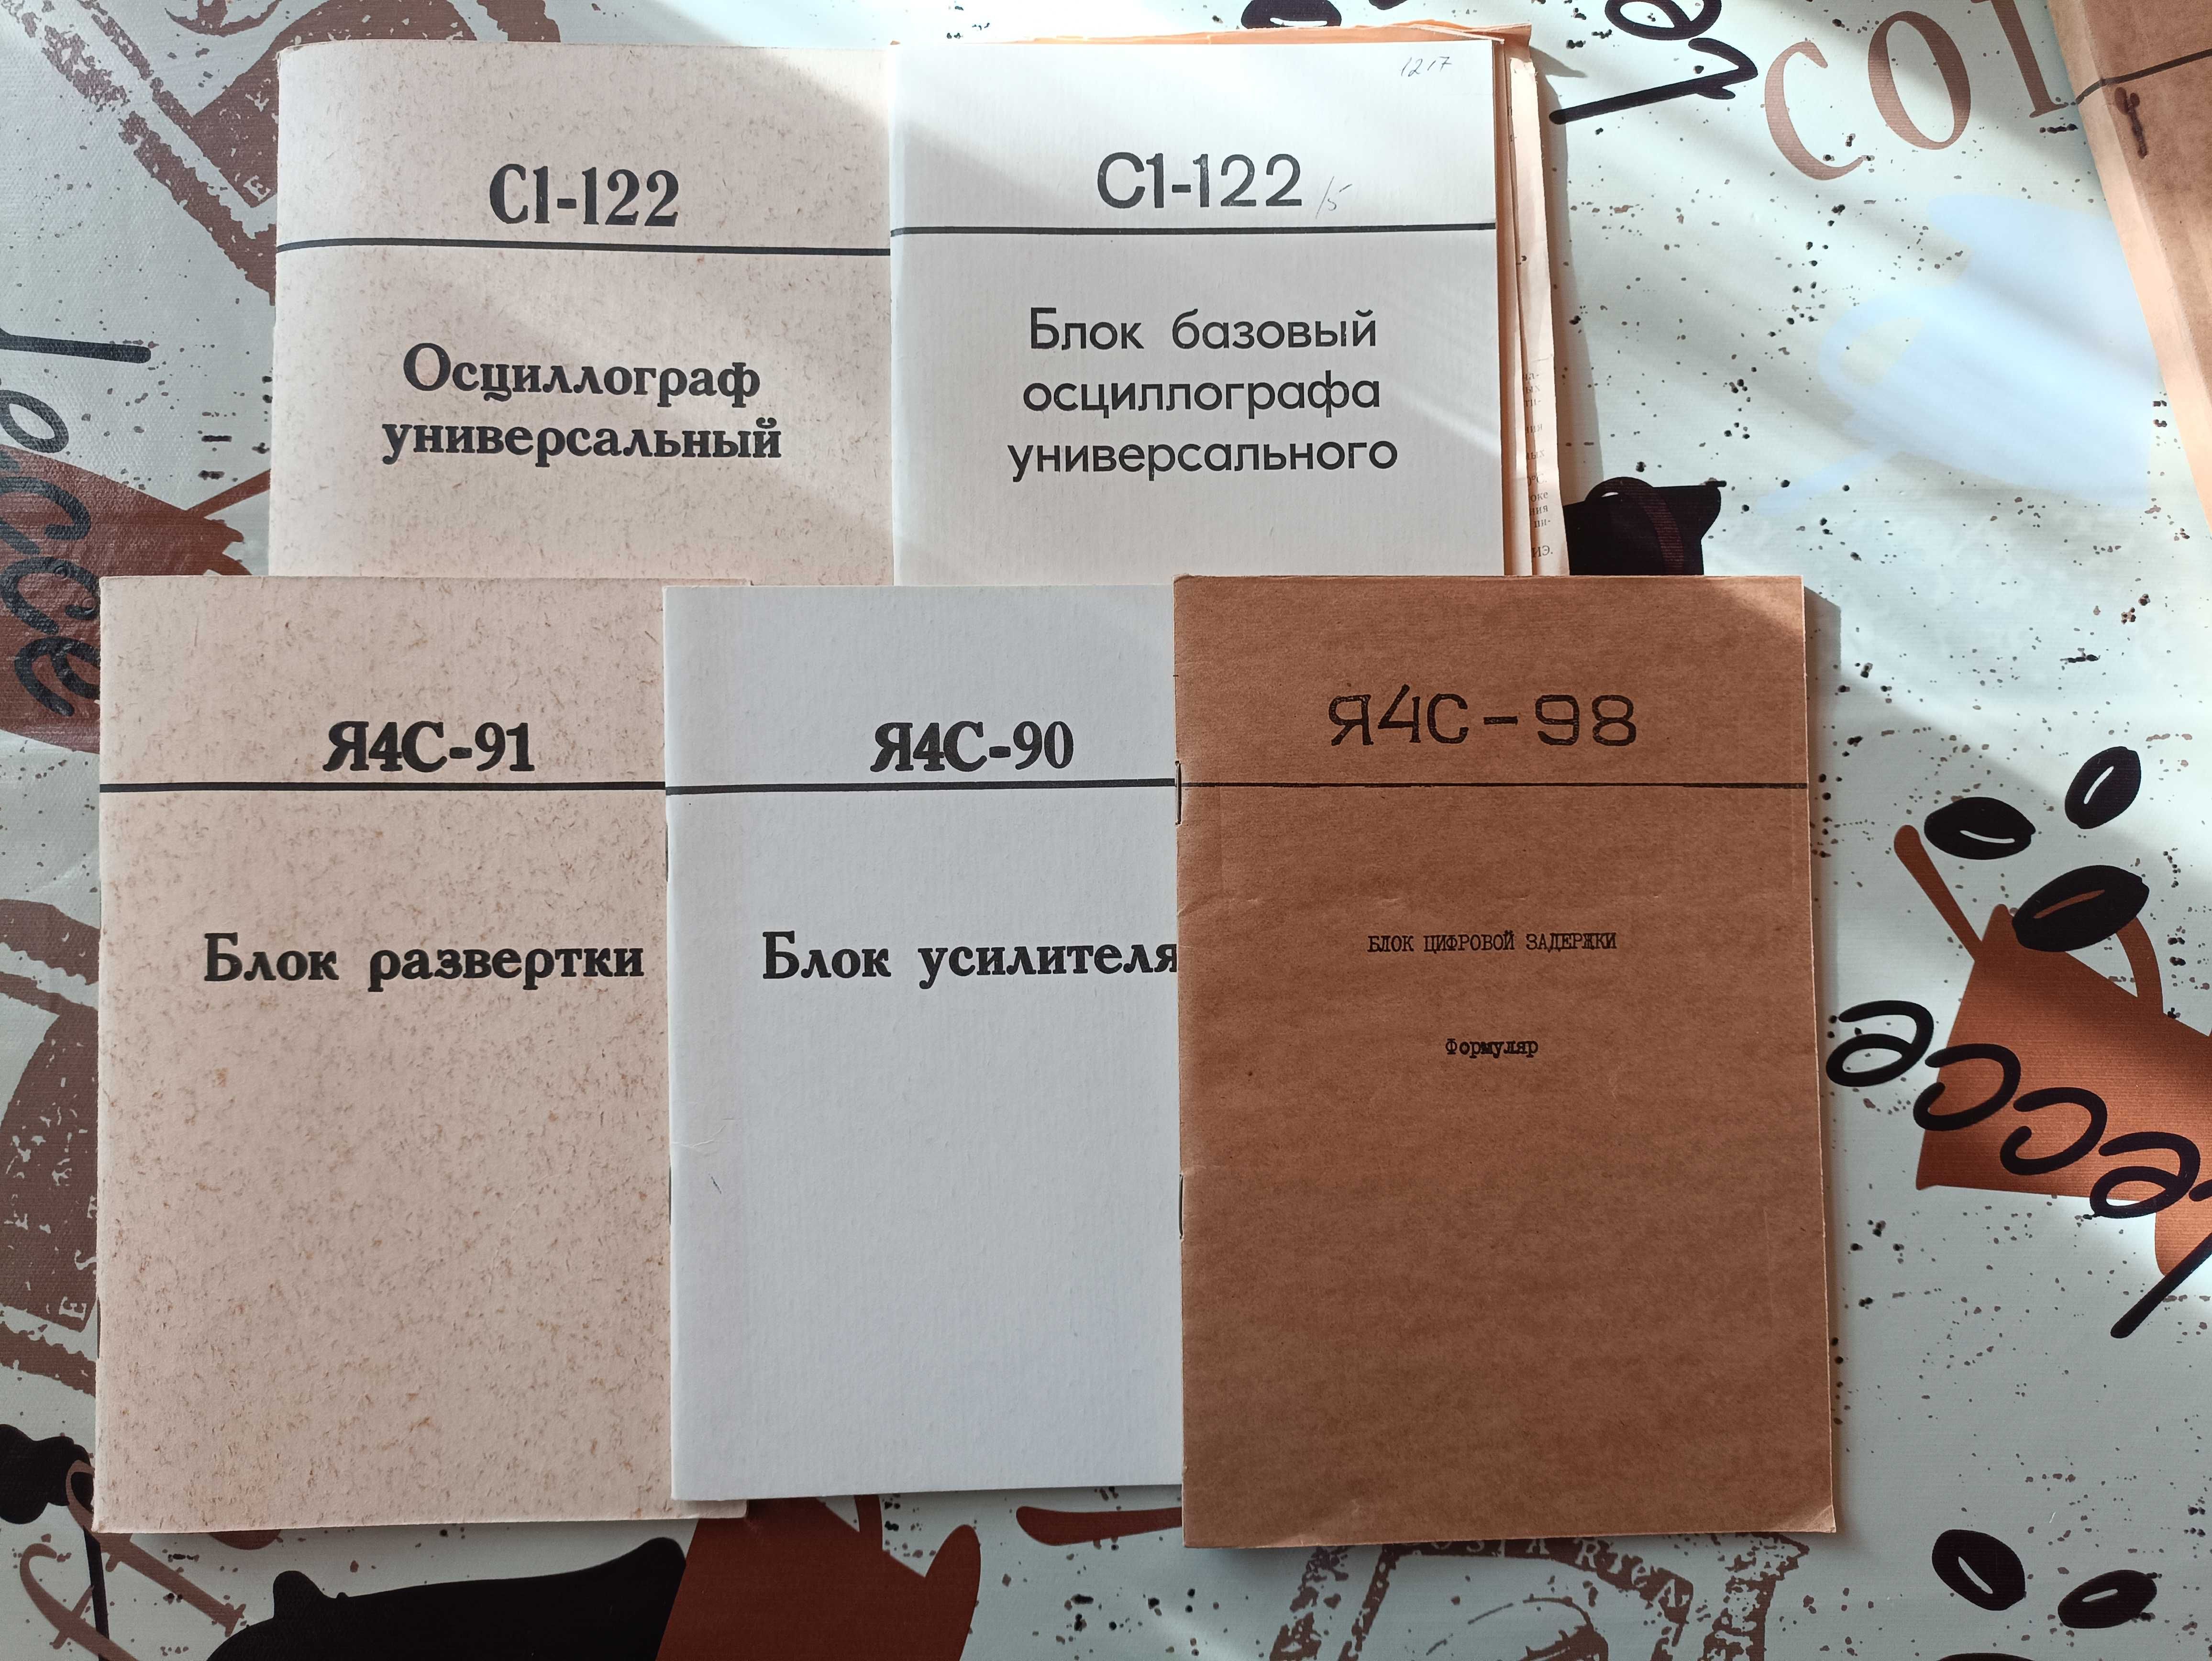 С1-122
Осциллограф
универсальный
1217
С1-122/5
Блок базовый
осциллографа
универсального
Я4С-91
Блок развертки
Я4С-90
Блок усилителя
Я4С-98
БЛОК ЦИФРОВОЙ ЗАДЕРЖКИ
Формуляр